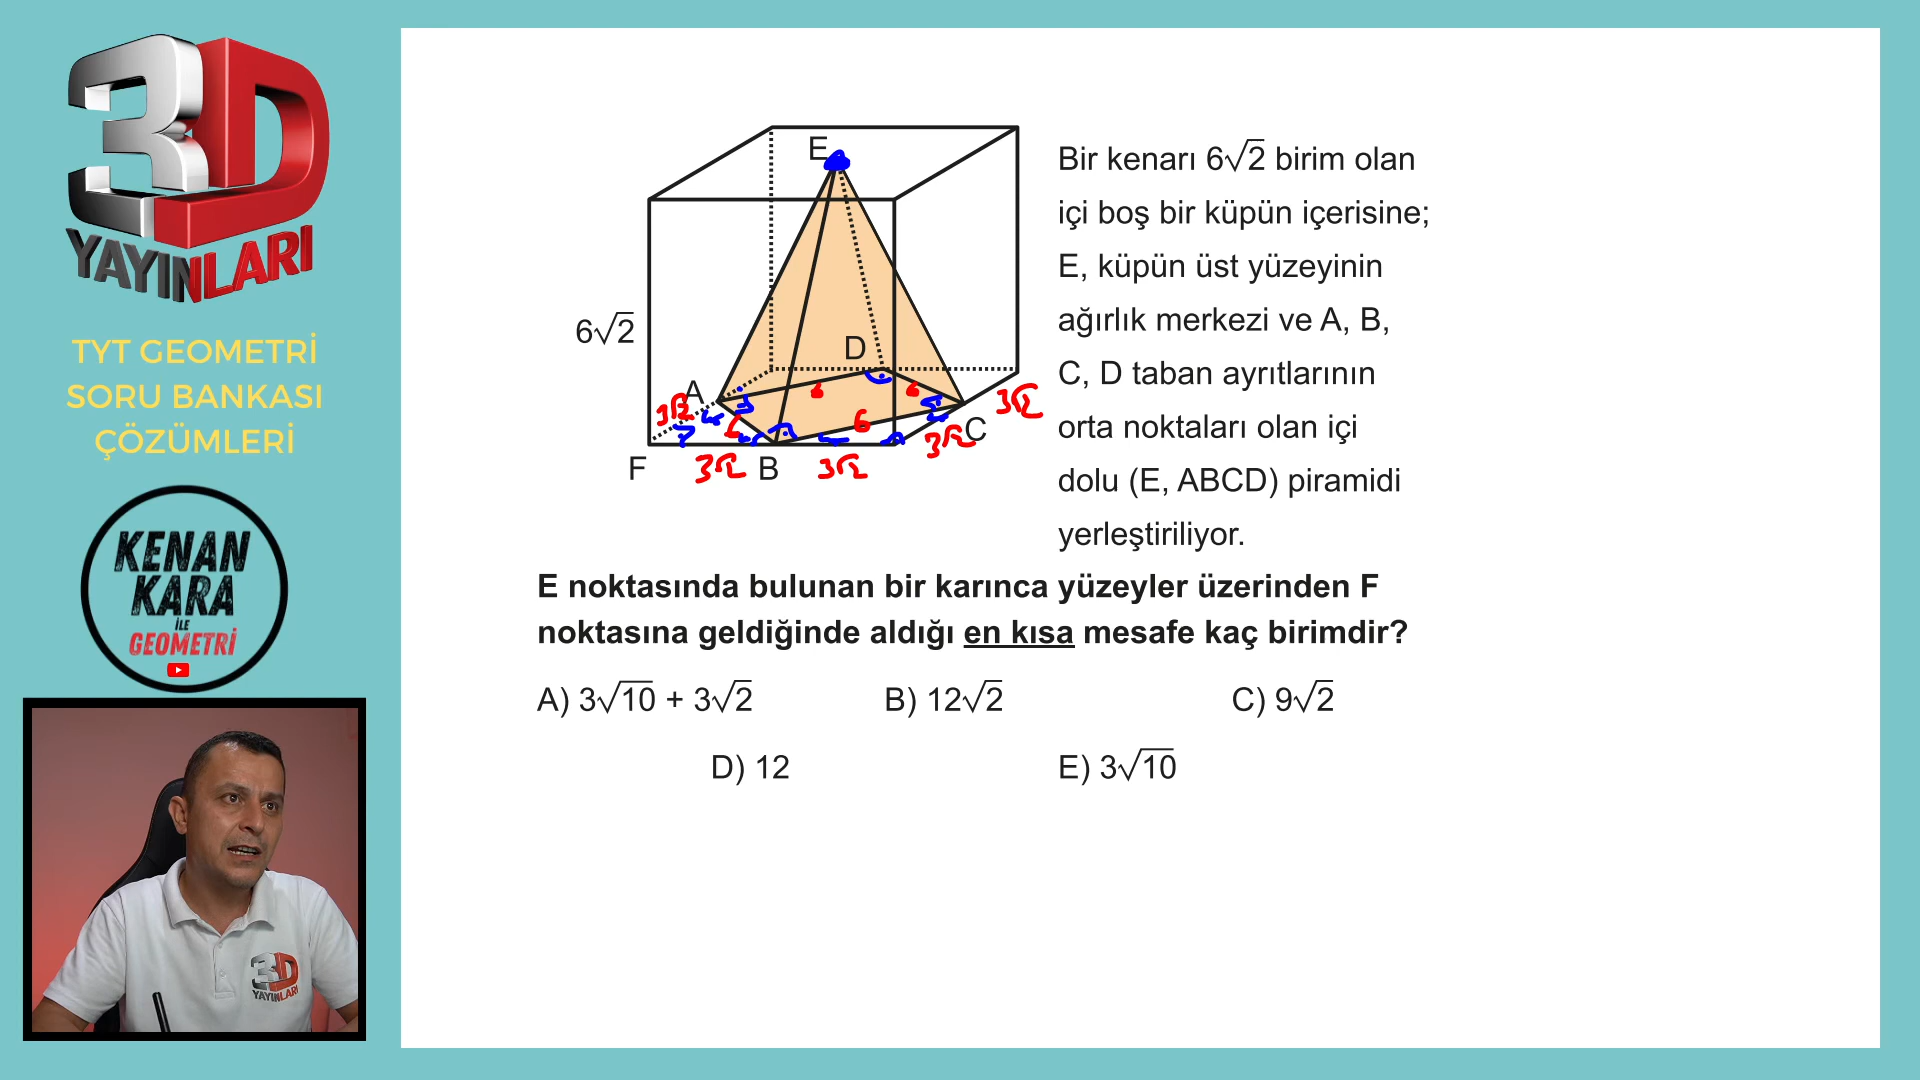 3D
YAYINLARI
TYT GEOMETRİ
SORU BANKASI
ÇÖZÜMLERİ
KENAN
KARA
İLE
GEOMETRİ
3D
YAYINLARI
E
6√2
D
A
6
6
3√2
6
6
3√2
C
3√2
F
3√2
B
3√2
Bir kenarı 6√2 birim olan
içi boş bir küpün içerisine;
E, küpün üst yüzeyinin
ağırlık merkezi ve A, B,
C, D taban ayrıtlarının
orta noktaları olan içi
dolu (E, ABCD) piramidi
yerleştiriliyor.
E noktasında bulunan bir karınca yüzeyler üzerinden F
noktasına geldiğinde aldığı en kısa mesafe kaç birimdir?
A) 3√10 + 3√2 B) 12√2 C) 9√2
D) 12 E) 3√10